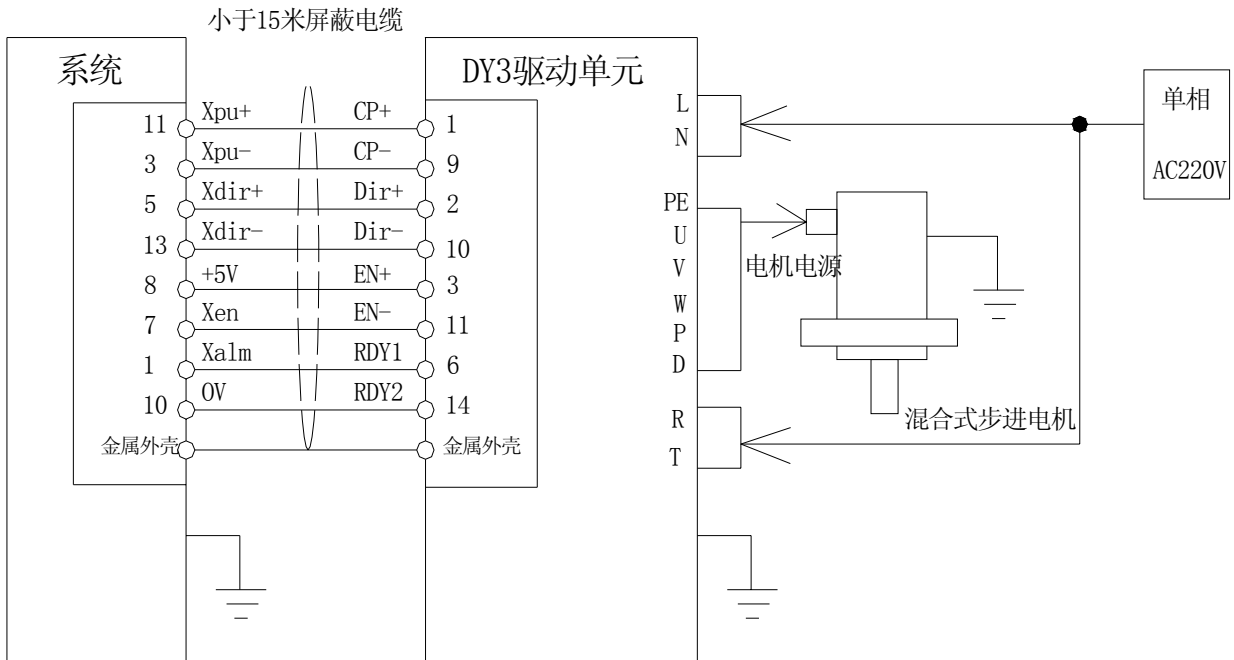 小于15米屏蔽电缆
系统
DY3驱动单元
单相
AC220V
11 Xpu+ CP+ 1
3 Xpu- CP- 9
5 Xdir+ Dir+ 2
13 Xdir- Dir- 10
8 +5V EN+ 3
7 Xen EN- 11
1 Xalm RDY1 6
10 0V RDY2 14
金属外壳 金属外壳
L
N
PE
U
V
W
P
D
R
T
电机电源
混合式步进电机